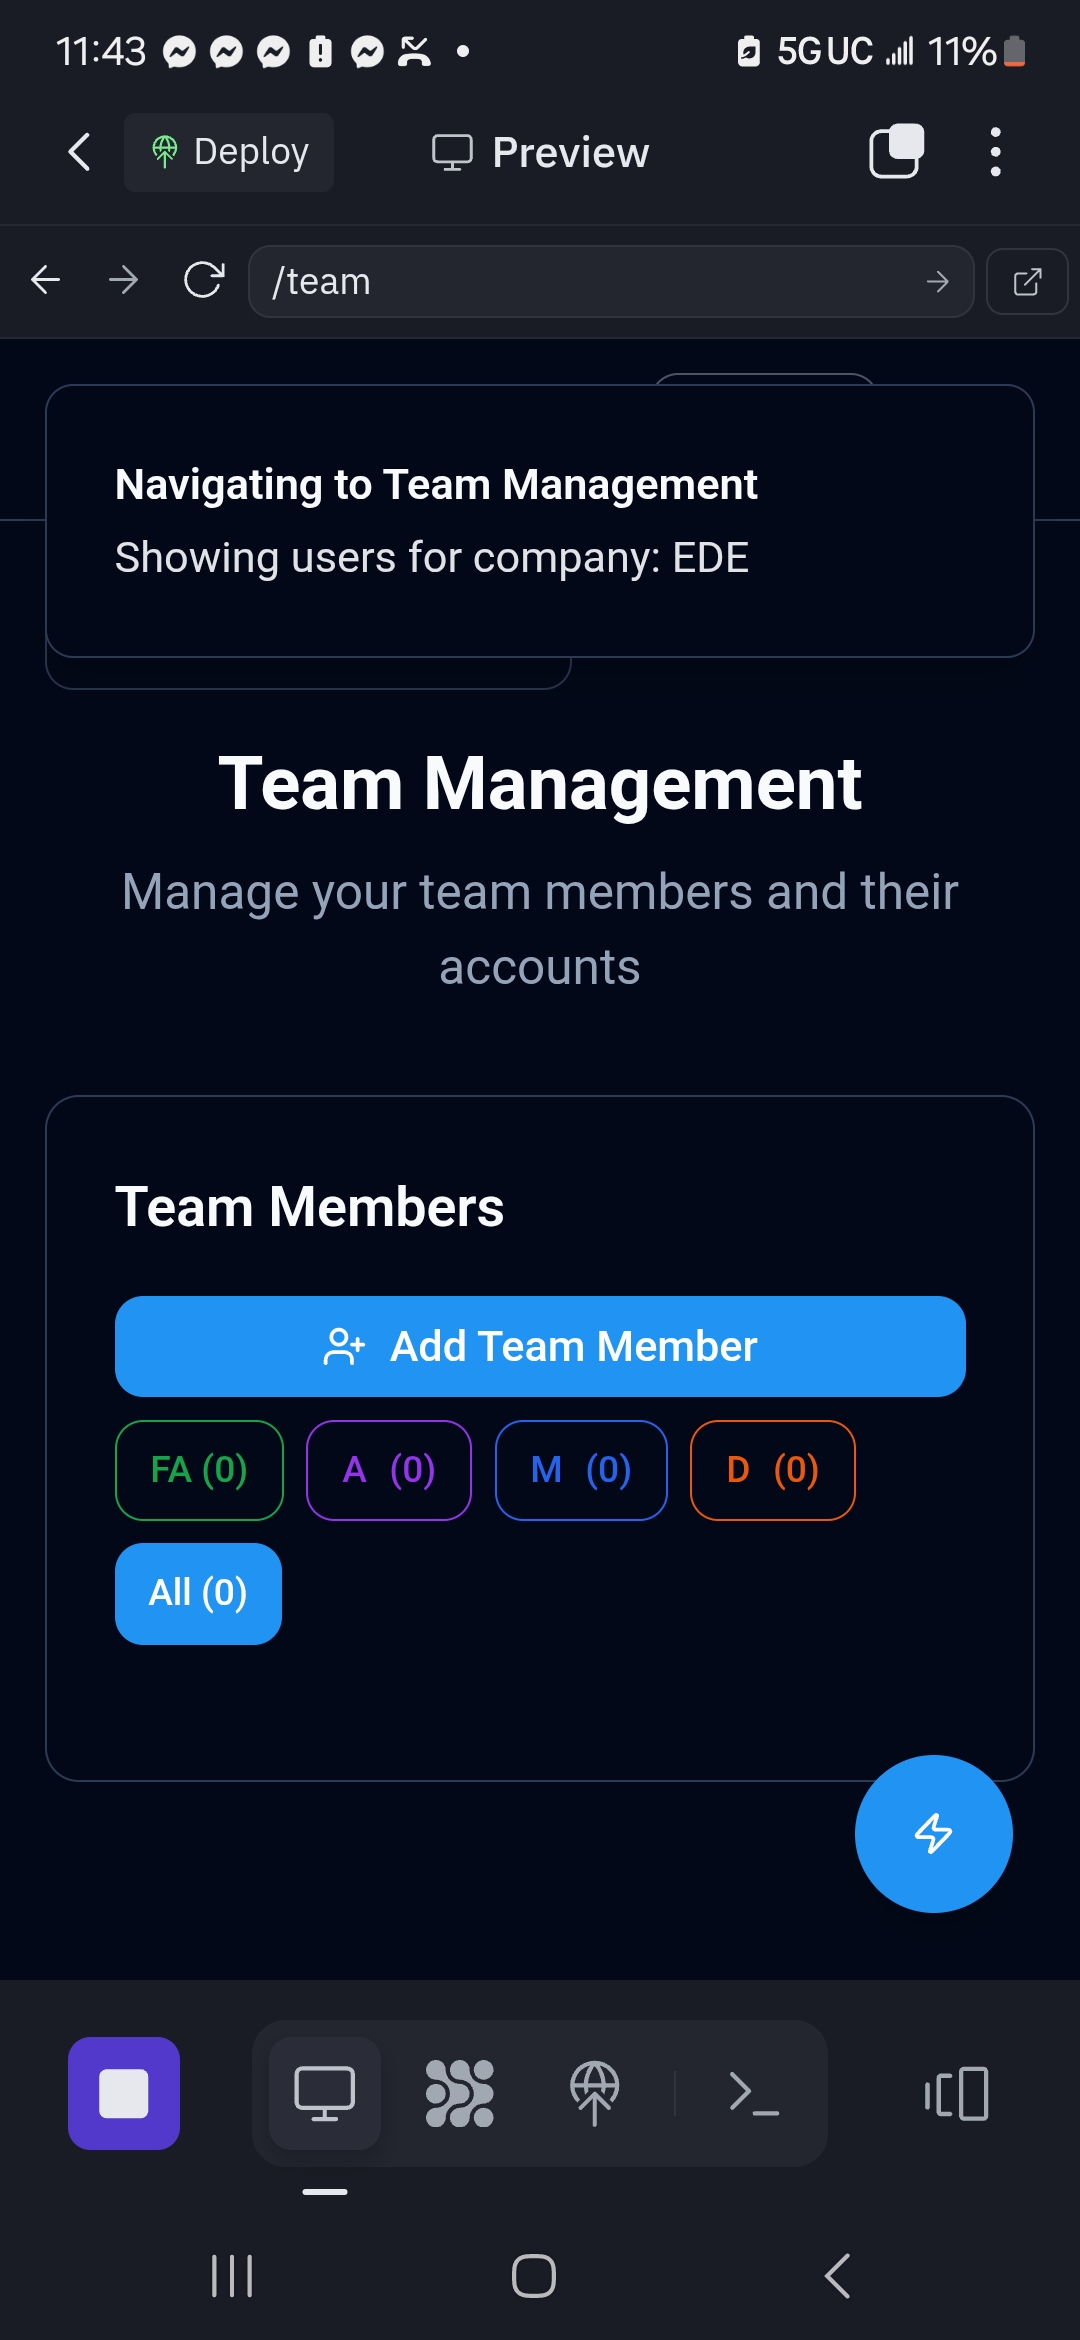 11:43
5G UC
11%
Deploy
Preview
/team
Navigating to Team Management
Showing users for company: EDE
Team Management
Manage your team members and their
accounts
Team Members
Add Team Member
FA (0) A (0) M (0) D (0)
All (0)